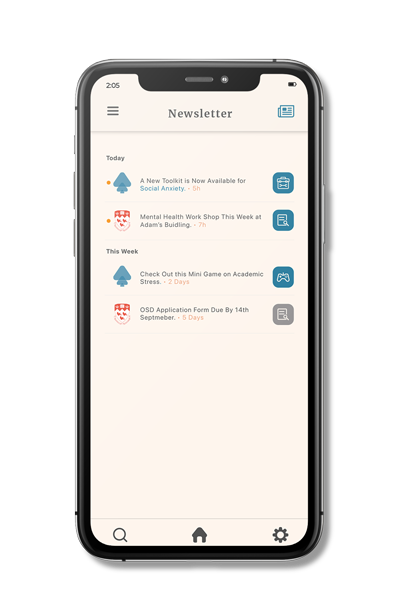 2:05
Newsletter
Today
A New Toolkit is Now Available for
Social Anxiety. - 5h
Mental Health Work Shop This Week at
Adam's Buidling. - 7h
This Week
Check Out this Mini Game on Academic
Stress. - 2 Days
OSD Application Form Due By 14th
Septmeber. - 5 Days